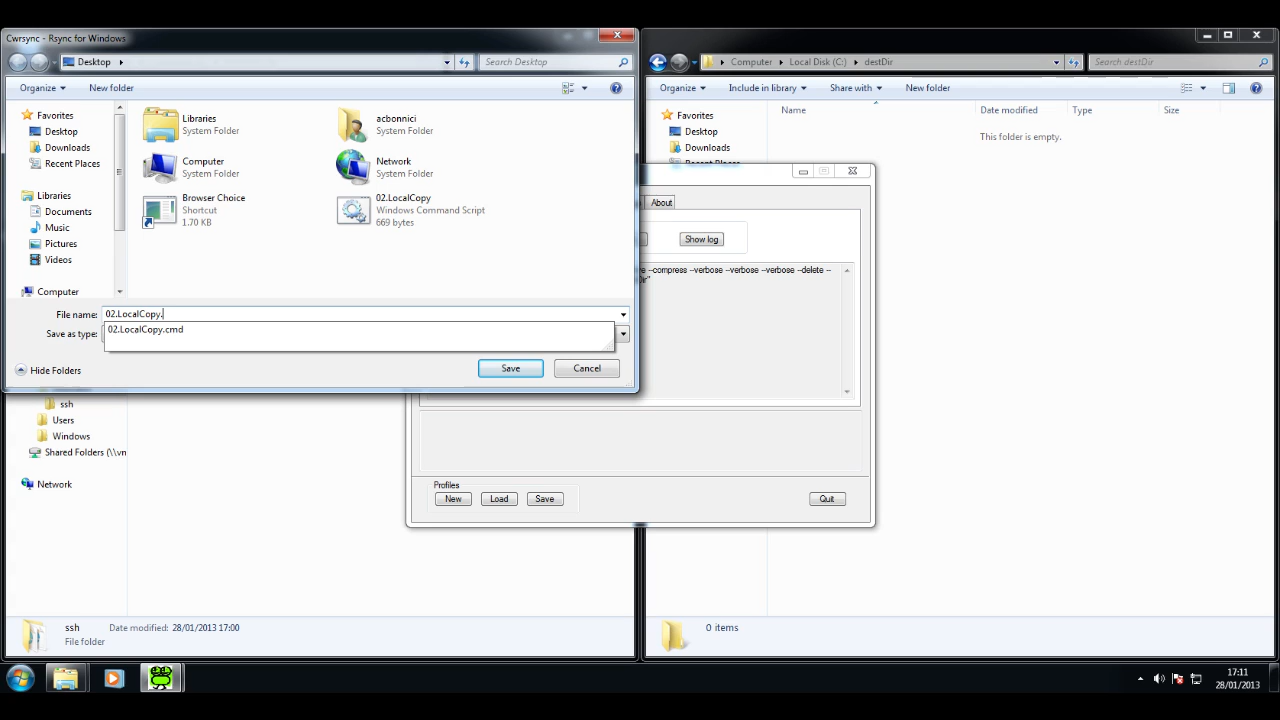 Cwrsync - Rsync for Windows
Desktop
Search Desktop
Organize
New folder
Favorites
Desktop
Downloads
Recent Places
Libraries
Documents
Music
Pictures
Videos
Computer
Libraries
System Folder
acbonnici
System Folder
Computer
System Folder
Network
System Folder
Browser Choice
Shortcut
1.70 KB
02.LocalCopy
Windows Command Script
669 bytes
File name:
02.LocalCopy.
Save as type:
02.LocalCopy.cmd
Hide Folders
Save
Cancel
ssh
Users
Windows
Shared Folders (\\vn
Network
ssh
Date modified: 28/01/2013 17:00
File folder
Computer
Local Disk (C:)
destDir
Search destDir
Organize
Include in library
Share with
New folder
Favorites
Desktop
Downloads
Recent Places
Name
Date modified
Type
Size
This folder is empty.
About
Show log
--compress --verbose --verbose --verbose --delete --
Profiles
New
Load
Save
Quit
0 items
17:11
28/01/2013